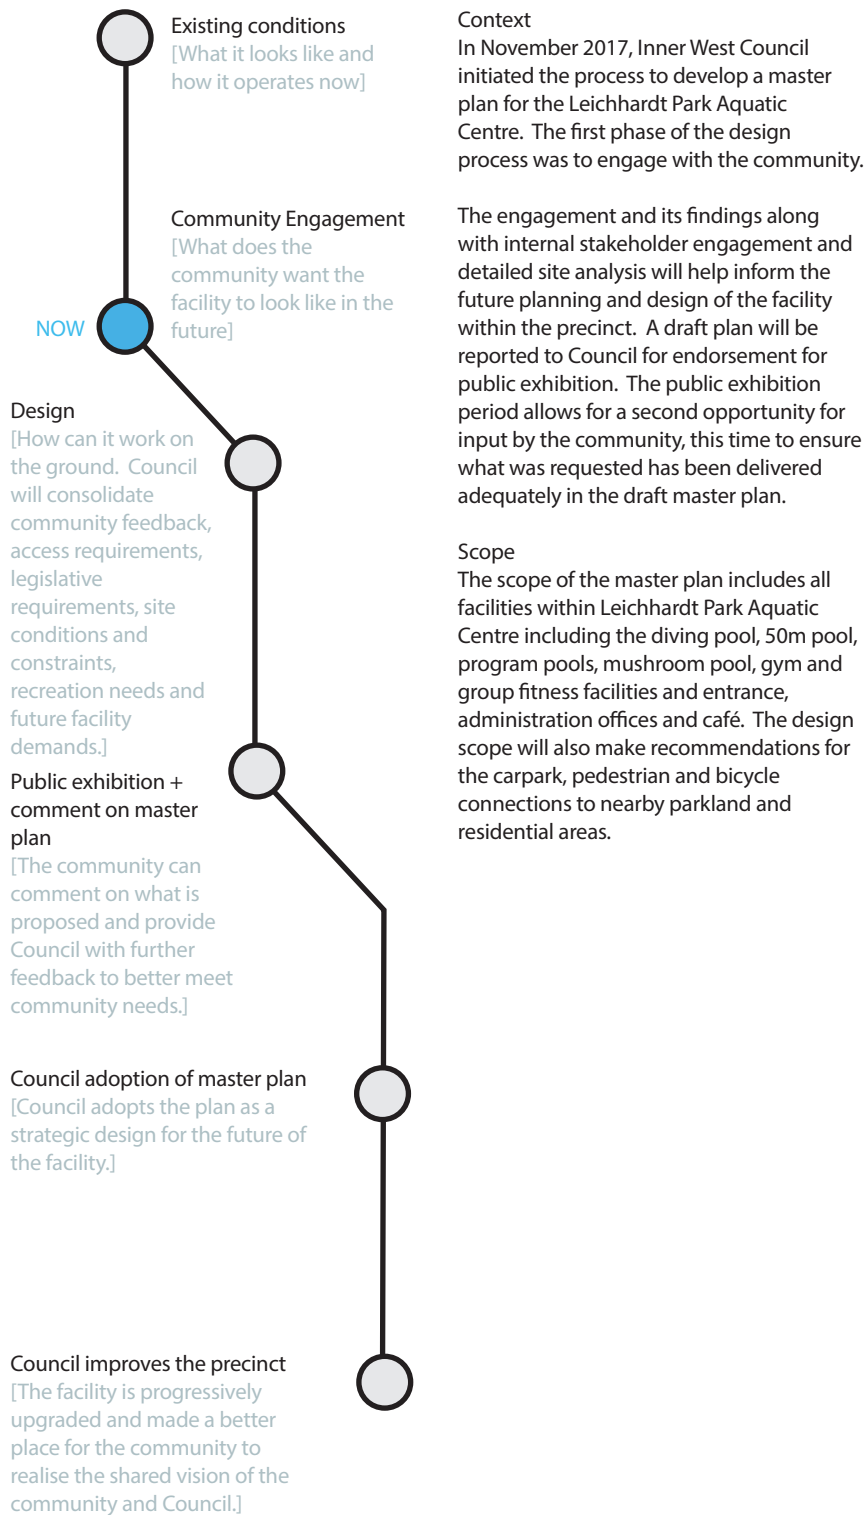 Existing conditions
[What it looks like and
how it operates now]
Community Engagement
[What does the
community want the
facility to look like in the
future]
NOW
Design
[How can it work on
the ground.  Council
will consolidate
community feedback,
access requirements,
legislative
requirements, site
conditions and
constraints,
recreation needs and
future facility
demands.]
Public exhibition +
comment on master
plan
[The community can
comment on what is
proposed and provide
Council with further
feedback to better meet
community needs.]
Council adoption of master plan
[Council adopts the plan as a
strategic design for the future of
the facility.]
Council improves the precinct
[The facility is progressively
upgraded and made a better
place for the community to
realise the shared vision of the
community and Council.]
Context
In November 2017, Inner West Council
initiated the process to develop a master
plan for the Leichhardt Park Aquatic
Centre.  The first phase of the design
process was to engage with the community.
The engagement and its findings along
with internal stakeholder engagement and
detailed site analysis will help inform the
future planning and design of the facility
within the precinct.  A draft plan will be
reported to Council for endorsement for
public exhibition.  The public exhibition
period allows for a second opportunity for
input by the community, this time to ensure
what was requested has been delivered
adequately in the draft master plan.
Scope
The scope of the master plan includes all
facilities within Leichhardt Park Aquatic
Centre including the diving pool, 50m pool,
program pools, mushroom pool, gym and
group fitness facilities and entrance,
administration offices and café.  The design
scope will also make recommendations for
the carpark, pedestrian and bicycle
connections to nearby parkland and
residential areas.